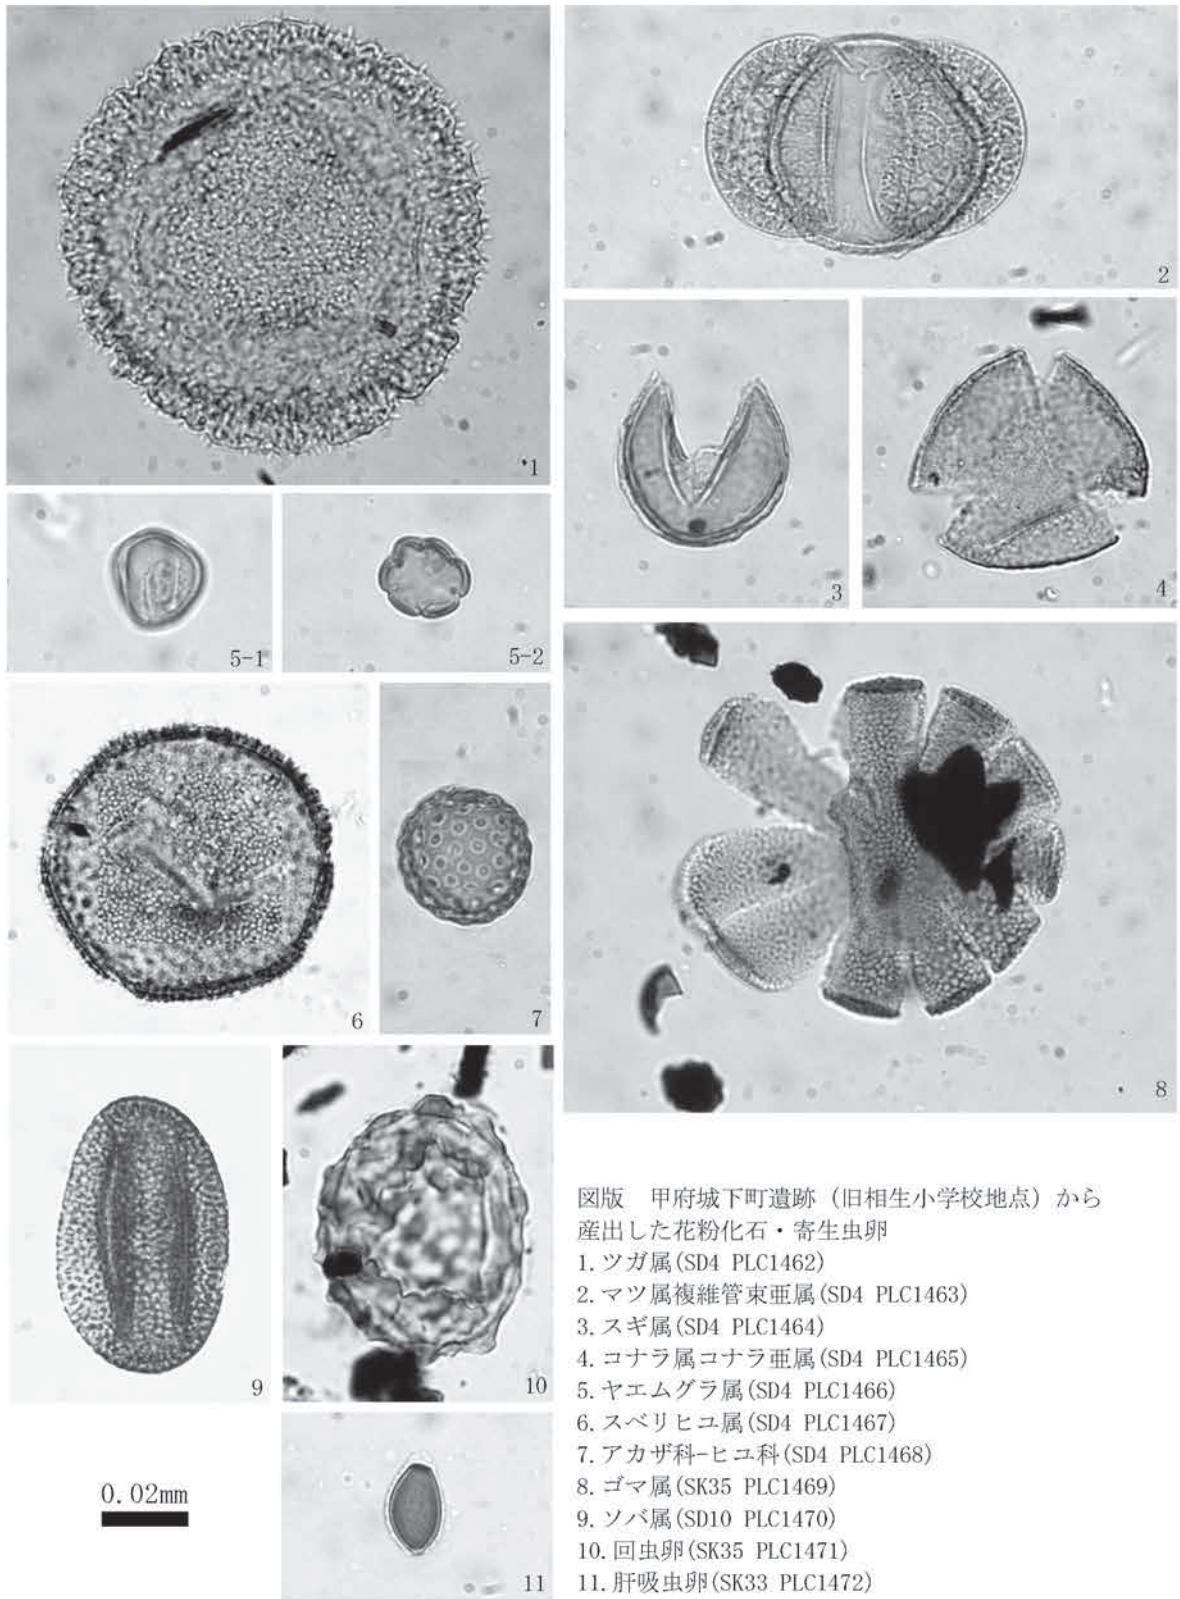 1
2
3
4
5-1
5-2
6
7
8
9
10
11
0.02mm
図版 甲府城下町遺跡（旧相生小学校地点）から
産出した花粉化石・寄生虫卵
1.ツガ属(SD4 PLC1462)
2.マツ属複維管束亜属(SD4 PLC1463)
3.スギ属(SD4 PLC1464)
4.コナラ属コナラ亜属(SD4 PLC1465)
5.ヤエムグラ属(SD4 PLC1466)
6.スベリヒユ属(SD4 PLC1467)
7.アカザ科-ヒユ科(SD4 PLC1468)
8.ゴマ属(SK35 PLC1469)
9.ソバ属(SD10 PLC1470)
10.回虫卵(SK35 PLC1471)
11.肝吸虫卵(SK33 PLC1472)